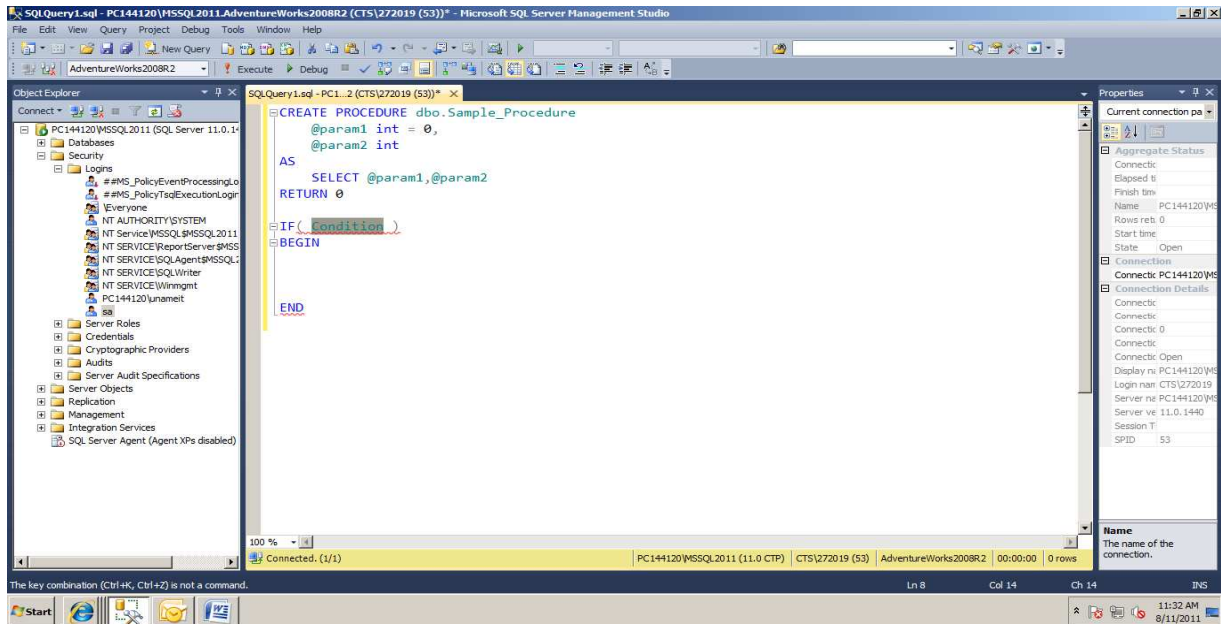 SQLQuery1.sql - PC144120\MSSQL2011.AdventureWorks2008R2 (CTS\272019 (53))* - Microsoft SQL Server Management Studio
File Edit View Query Project Debug Tools Window Help
New Query
AdventureWorks2008R2 Execute Debug
Object Explorer
Connect
PC144120\MSSQL2011 (SQL Server 11.0.14
Databases
Security
Logins
##MS_PolicyEventProcessingLo
##MS_PolicyTsqlExecutionLogin
\Everyone
NT AUTHORITY\SYSTEM
NT Service\MSSQL$MSSQL2011
NT SERVICE\ReportServer$MSS
NT SERVICE\SQLAgent$MSSQL2
NT SERVICE\SQLWriter
NT SERVICE\Winmgmt
PC144120\unameit
sa
Server Roles
Credentials
Cryptographic Providers
Audits
Server Audit Specifications
Server Objects
Replication
Management
Integration Services
SQL Server Agent (Agent XPs disabled)
SQLQuery1.sql - PC1...2 (CTS\272019 (53))*
CREATE PROCEDURE dbo.Sample_Procedure
@param1 int = 0,
@param2 int
AS
SELECT @param1,@param2
RETURN 0
IF( Condition )
BEGIN
END
100 %
Connected. (1/1) PC144120\MSSQL2011 (11.0 CTP) CTS\272019 (53) AdventureWorks2008R2 00:00:00 0 rows
Properties
Current connection pa
Aggregate Status
Connectic
Elapsed ti
Finish time
Name PC144120\MS
Rows ret. 0
Start time
State Open
Connection
Connectic PC144120\MS
Connection Details
Connectic
Connectic
Connectic 0
Connectic
Connectic Open
Display na PC144120\MS
Login nam CTS\272019
Server na PC144120\MS
Server ve 11.0.1440
Session T
SPID 53
Name
The name of the
connection.
The key combination (Ctrl+K, Ctrl+Z) is not a command. Ln 8 Col 14 Ch 14 INS
Start 11:32 AM
8/11/2011